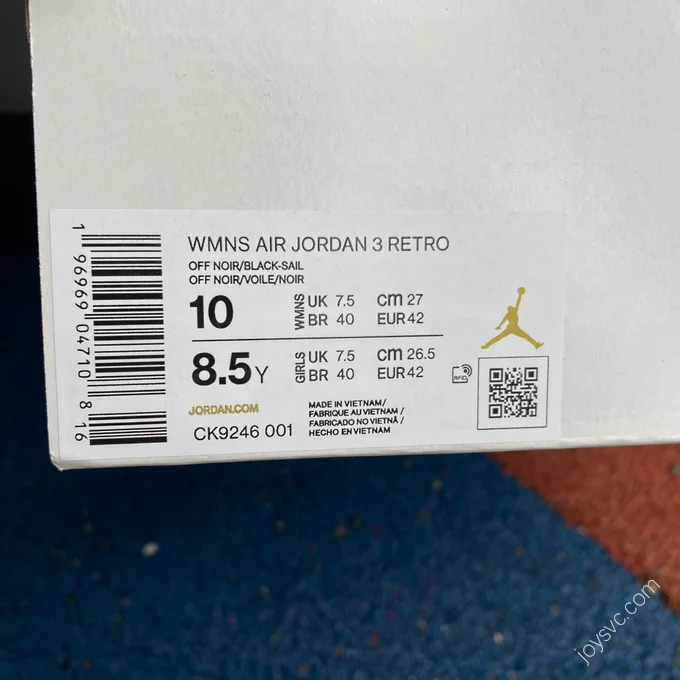 WMNS AIR JORDAN 3 RETRO
OFF NOIR/BLACK-SAIL
OFF NOIR/VOILE/NOIR
10 WMNS UK 7.5 cm 27
BR 40 EUR 42
8.5Y GIRLS UK 7.5 cm 26.5
BR 40 EUR 42
RFID
JORDAN.COM
CK9246 001
MADE IN VIETNAM/
FABRIQUE AU VIETNAM/
FABRICADO NO VIETNÃ/
HECHO EN VIETNAM
1 96969 04710 8 16
joysvc.com